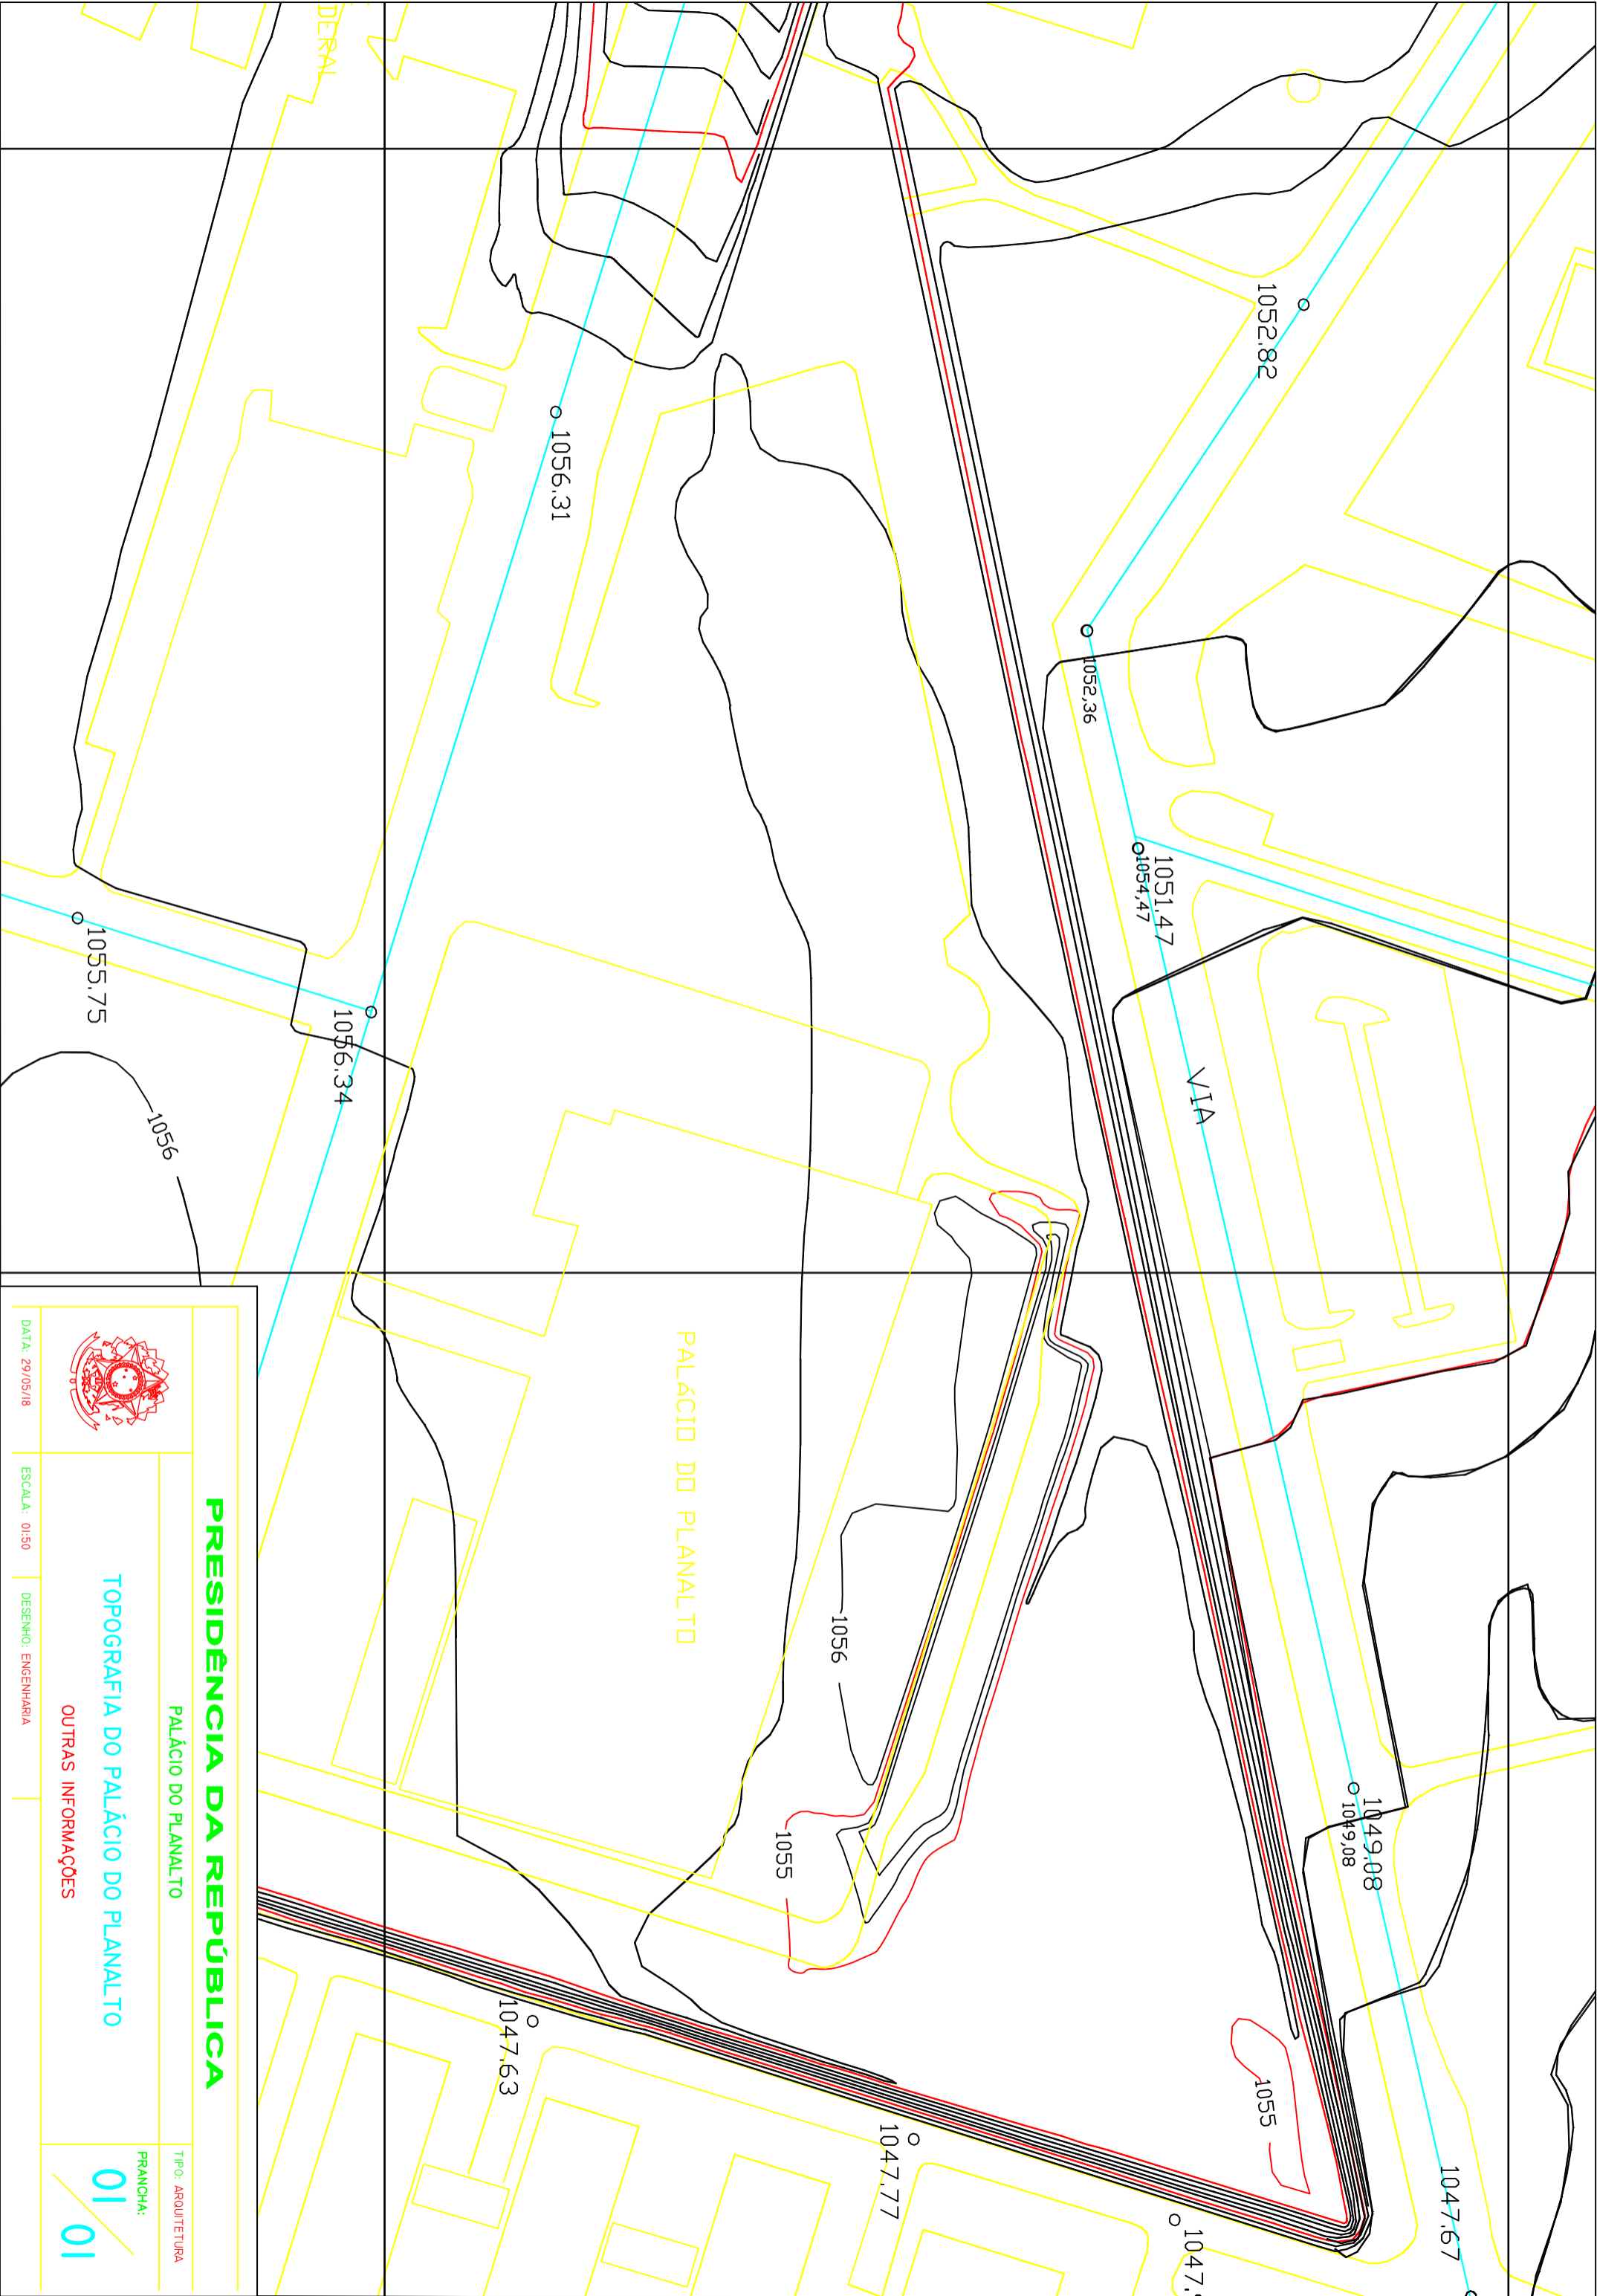 DERAL
1052.82
1056.31
1052,36
1051.47
1054,47
1055.75
1056.34
VIA
1056
PALÁCIO DO PLANALTO
1056
1055
1049.08
1049,08
1047.63
1047.77
1055
1047.67
PRESIDÊNCIA DA REPÚBLICA
PALÁCIO DO PLANALTO
TIPO: ARQUITETURA
TOPOGRAFIA DO PALÁCIO DO PLANALTO
OUTRAS INFORMAÇÕES
PRANCHA:
01/01
DATA: 29/05/18
ESCALA: 01:50
DESENHO: ENGENHARIA